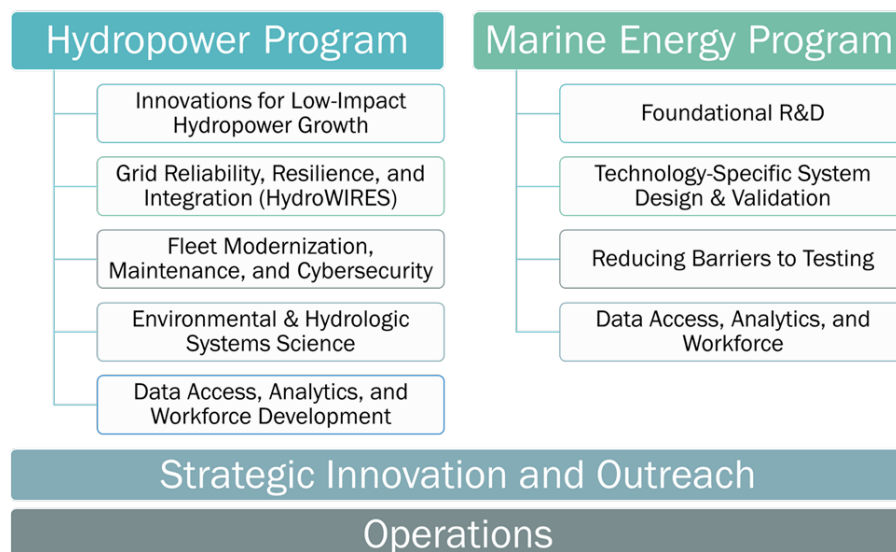 Hydropower Program
Innovations for Low-Impact
Hydropower Growth
Grid Reliability, Resilience, and
Integration (HydroWIRES)
Fleet Modernization,
Maintenance, and Cybersecurity
Environmental & Hydrologic
Systems Science
Data Access, Analytics, and
Workforce Development
Marine Energy Program
Foundational R&D
Technology-Specific System
Design & Validation
Reducing Barriers to Testing
Data Access, Analytics, and
Workforce
Strategic Innovation and Outreach
Operations